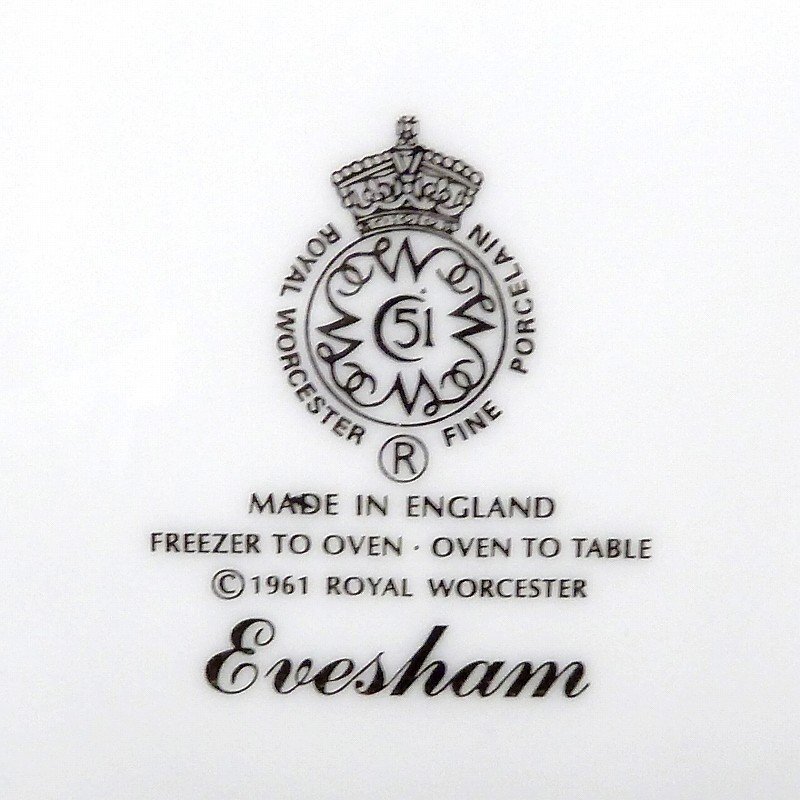 ROYAL WORCESTER FINE PORCELAIN
W W W W
C 51
®
MADE IN ENGLAND
FREEZER TO OVEN · OVEN TO TABLE
© 1961 ROYAL WORCESTER
Evesham